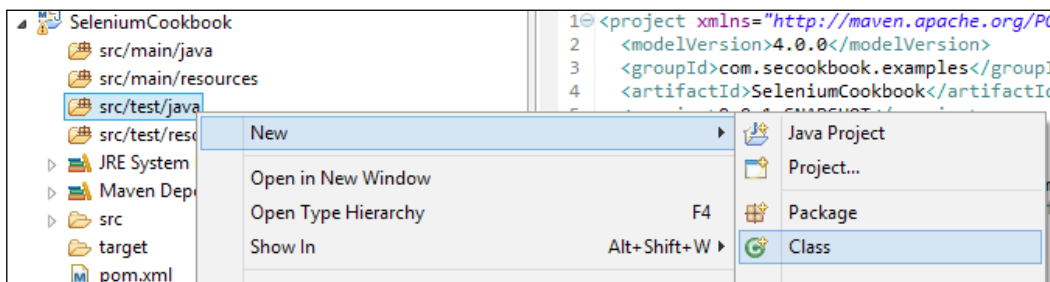 SeleniumCookbook
src/main/java
src/main/resources
src/test/java
src/test/reso
JRE System
Maven Depe
src
target
pom.xml
1 <project xmlns="http://maven.apache.org/PO
2 <modelVersion>4.0.0</modelVersion>
3 <groupId>com.secookbook.examples</groupI
4 <artifactId>SeleniumCookbook</artifactId
New
Open in New Window
Open Type Hierarchy F4
Show In Alt+Shift+W
Java Project
Project...
Package
Class